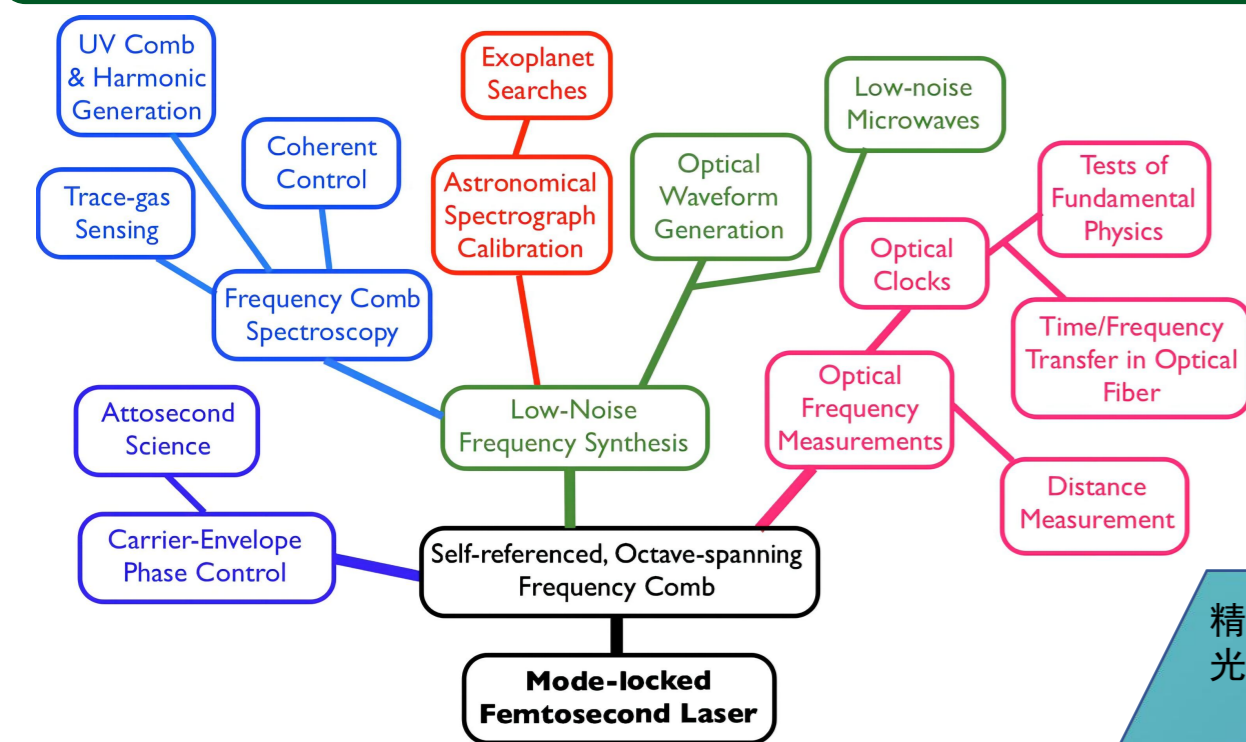 UV Comb
& Harmonic
Generation
Exoplanet
Searches
Low-noise
Microwaves
Coherent
Control
Optical
Waveform
Generation
Tests of
Fundamental
Physics
Trace-gas
Sensing
Astronomical
Spectrograph
Calibration
Optical
Clocks
Frequency Comb
Spectroscopy
Time/Frequency
Transfer in Optical
Fiber
Optical
Frequency
Measurements
Attosecond
Science
Low-Noise
Frequency Synthesis
Distance
Measurement
Carrier-Envelope
Phase Control
Self-referenced, Octave-spanning
Frequency Comb
Mode-locked
Femtosecond Laser
精
光